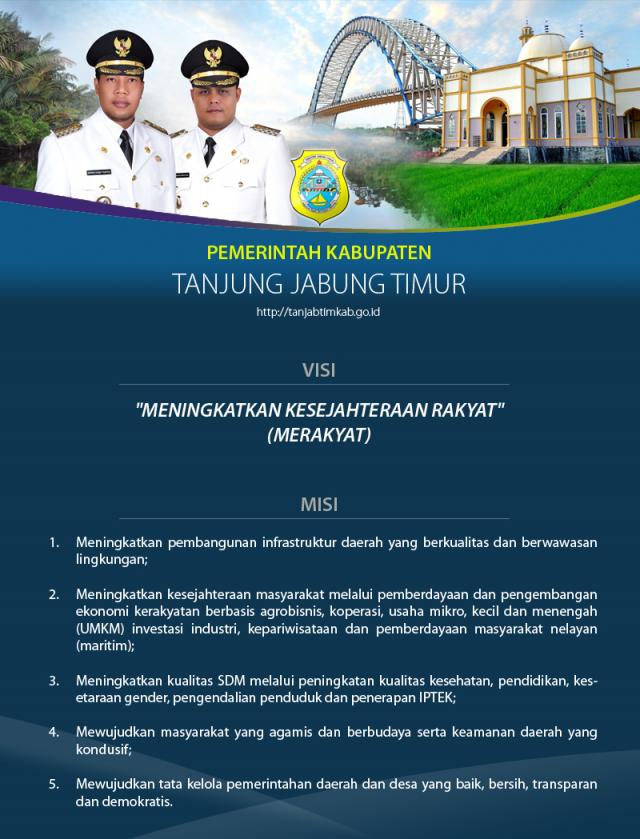 PEMERINTAH KABUPATEN
TANJUNG JABUNG TIMUR
http://tanjabtimkab.go.id
VISI
"MENINGKATKAN KESEJAHTERAAN RAKYAT"
(MERAKYAT)
MISI
1. Meningkatkan pembangunan infrastruktur daerah yang berkualitas dan berwawasan
lingkungan;
2. Meningkatkan kesejahteraan masyarakat melalui pemberdayaan dan pengembangan
ekonomi kerakyatan berbasis agrobisnis, koperasi, usaha mikro, kecil dan menengah
(UMKM) investasi industri, kepariwisataan dan pemberdayaan masyarakat nelayan
(maritim);
3. Meningkatkan kualitas SDM melalui peningkatan kualitas kesehatan, pendidikan, kes-
etaraan gender, pengendalian penduduk dan penerapan IPTEK;
4. Mewujudkan masyarakat yang agamis dan berbudaya serta keamanan daerah yang
kondusif;
5. Mewujudkan tata kelola pemerintahan daerah dan desa yang baik, bersih, transparan
dan demokratis.